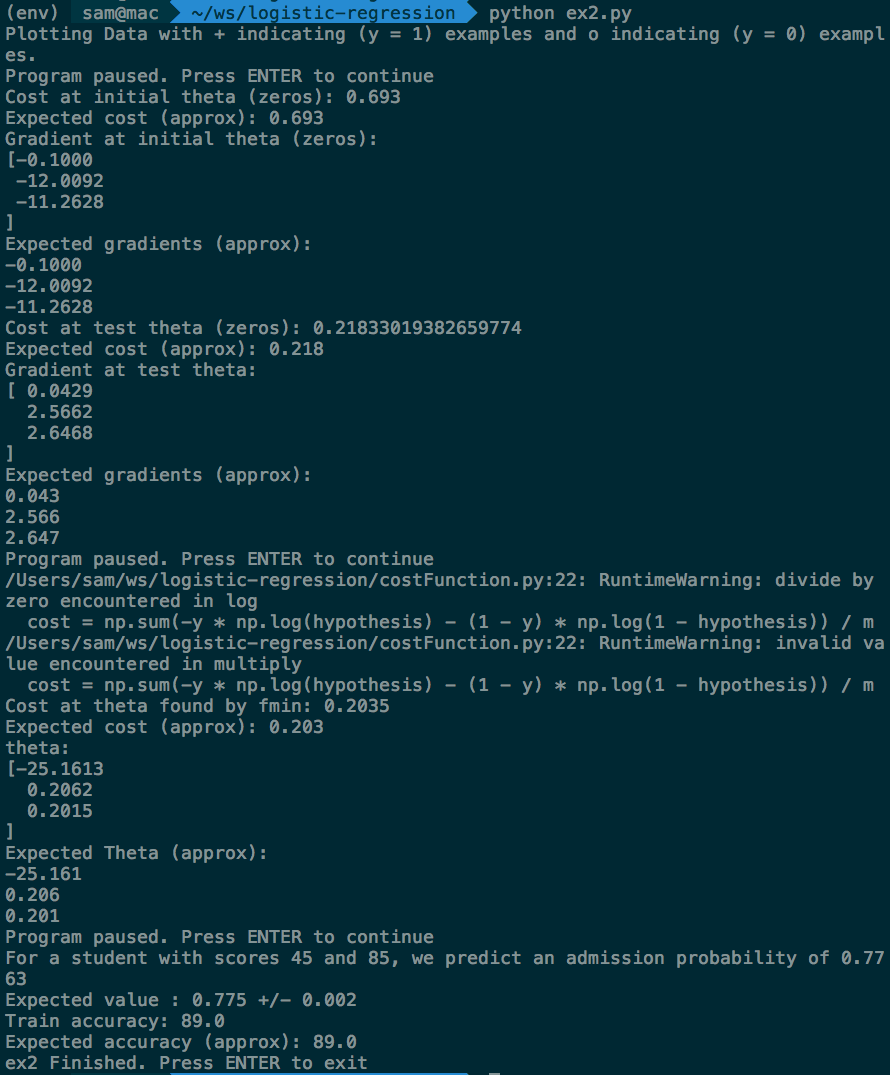 (env) sam@mac ~/ws/logistic-regression python ex2.py
Plotting Data with + indicating (y = 1) examples and o indicating (y = 0) exampl
es.
Program paused. Press ENTER to continue
Cost at initial theta (zeros): 0.693
Expected cost (approx): 0.693
Gradient at initial theta (zeros):
[-0.1000
 -12.0092
 -11.2628
]
Expected gradients (approx):
-0.1000
-12.0092
-11.2628
Cost at test theta (zeros): 0.21833019382659774
Expected cost (approx): 0.218
Gradient at test theta:
[ 0.0429
  2.5662
  2.6468
]
Expected gradients (approx):
0.043
2.566
2.647
Program paused. Press ENTER to continue
/Users/sam/ws/logistic-regression/costFunction.py:22: RuntimeWarning: divide by
zero encountered in log
  cost = np.sum(-y * np.log(hypothesis) - (1 - y) * np.log(1 - hypothesis)) / m
/Users/sam/ws/logistic-regression/costFunction.py:22: RuntimeWarning: invalid va
lue encountered in multiply
  cost = np.sum(-y * np.log(hypothesis) - (1 - y) * np.log(1 - hypothesis)) / m
Cost at theta found by fmin: 0.2035
Expected cost (approx): 0.203
theta:
[-25.1613
  0.2062
  0.2015
]
Expected Theta (approx):
-25.161
0.206
0.201
Program paused. Press ENTER to continue
For a student with scores 45 and 85, we predict an admission probability of 0.77
63
Expected value : 0.775 +/- 0.002
Train accuracy: 89.0
Expected accuracy (approx): 89.0
ex2 Finished. Press ENTER to exit